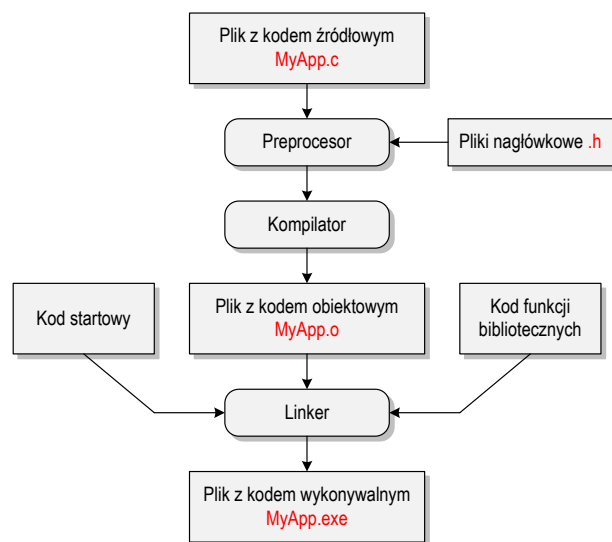 Plik z kodem źródłowym
MyApp.c
Preprocesor
Pliki nagłówkowe .h
Kompilator
Kod startowy
Plik z kodem obiektowym
MyApp.o
Kod funkcji
bibliotecznych
Linker
Plik z kodem wykonywalnym
MyApp.exe